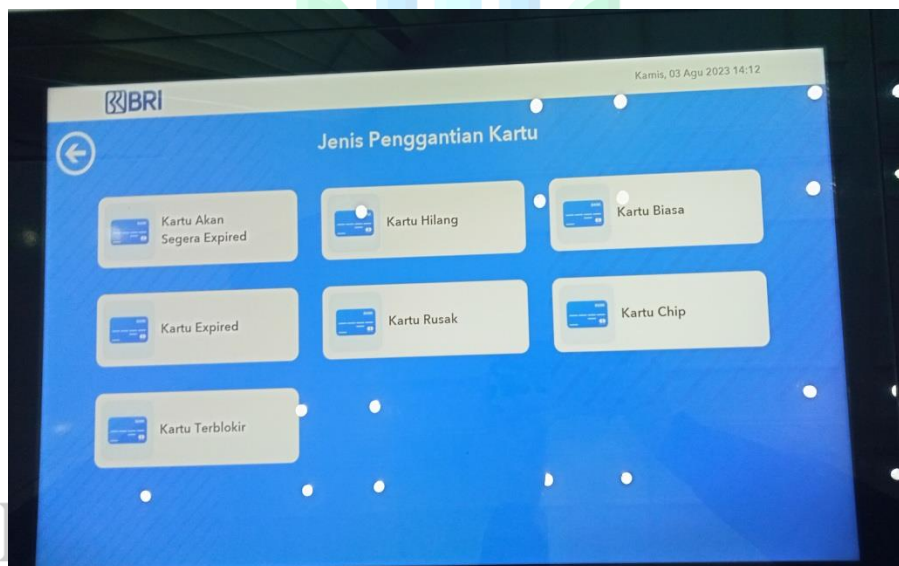 BRI
Kamis, 03 Agu 2023 14:12
Jenis Penggantian Kartu
Kartu Akan
Segera Expired
Kartu Hilang
Kartu Biasa
Kartu Expired
Kartu Rusak
Kartu Chip
Kartu Terblokir